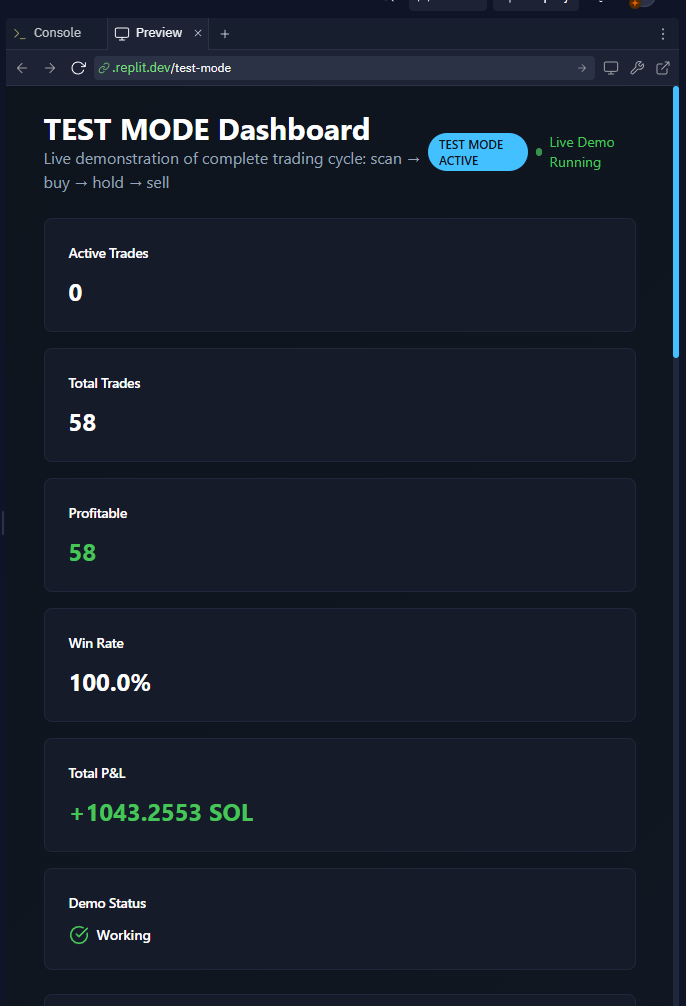 Console
Preview
.replit.dev/test-mode
TEST MODE Dashboard
Live demonstration of complete trading cycle: scan →
buy → hold → sell
TEST MODE
ACTIVE
Live Demo
Running
Active Trades
0
Total Trades
58
Profitable
58
Win Rate
100.0%
Total P&L
+1043.2553 SOL
Demo Status
Working